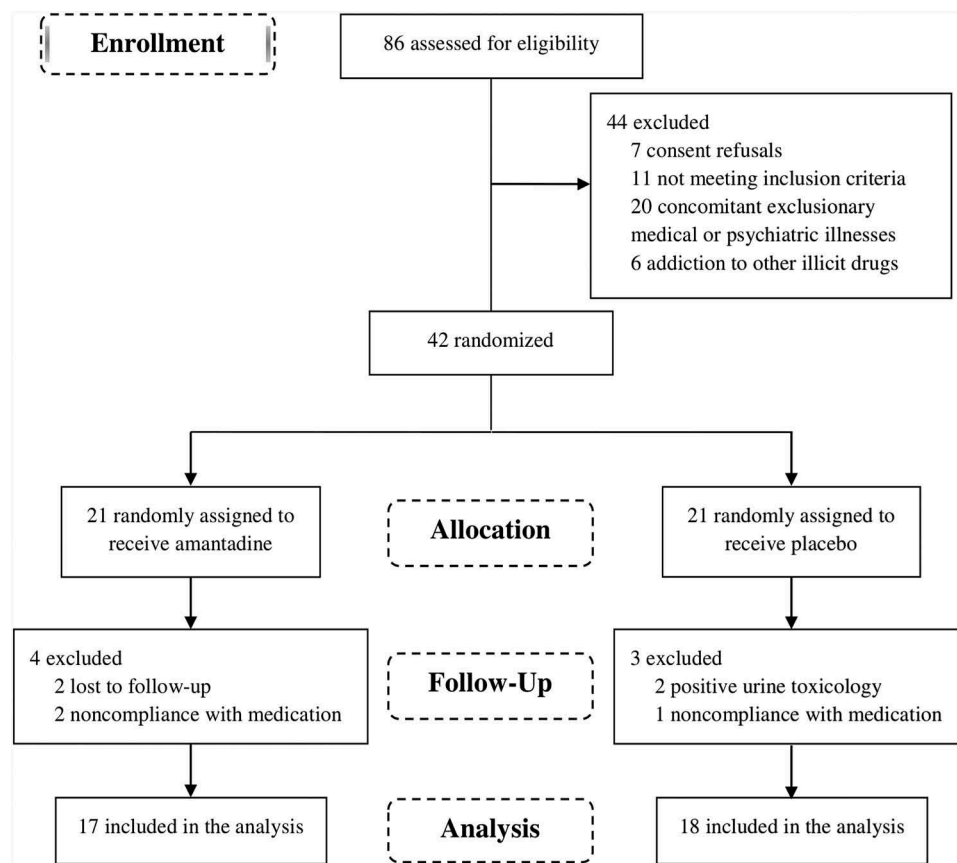 Enrollment
86 assessed for eligibility
44 excluded
7 consent refusals
11 not meeting inclusion criteria
20 concomitant exclusionary
medical or psychiatric illnesses
6 addiction to other illicit drugs
42 randomized
21 randomly assigned to
receive amantadine
Allocation
21 randomly assigned to
receive placebo
4 excluded
2 lost to follow-up
2 noncompliance with medication
Follow-Up
3 excluded
2 positive urine toxicology
1 noncompliance with medication
17 included in the analysis
Analysis
18 included in the analysis